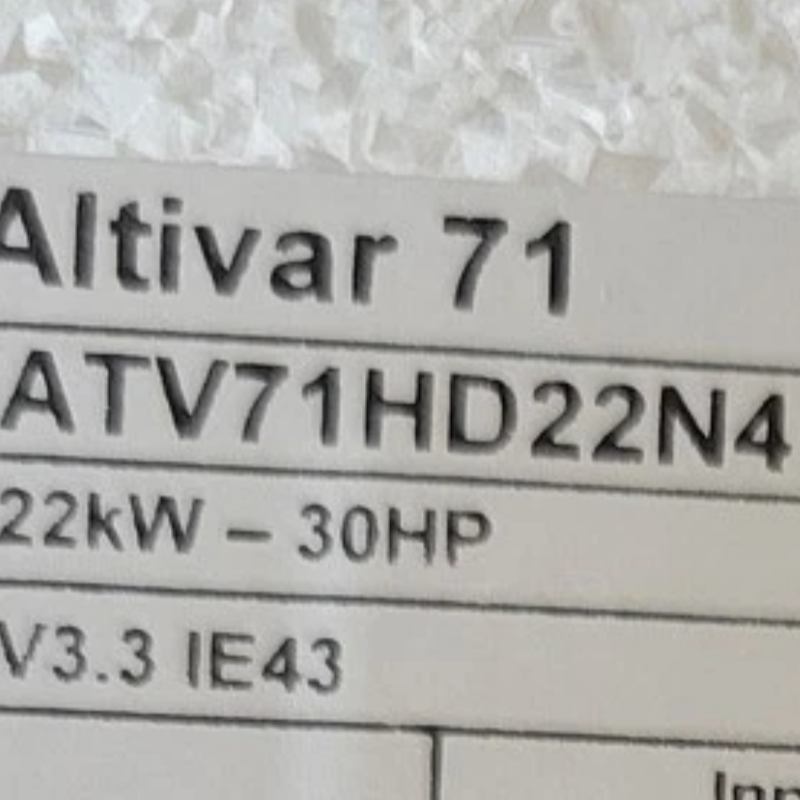 Altivar 71
ATV71HD22N4
22kW – 30HP
V3.3 IE43